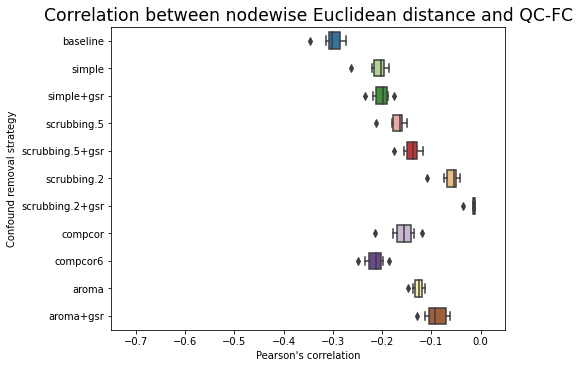 Correlation between nodewise Euclidean distance and QC-FC
baseline
simple
simple+gsr
scrubbing.5
scrubbing.5+gsr
scrubbing.2
scrubbing.2+gsr
compcor
compcor6
aroma
aroma+gsr
Confound removal strategy
−0.7 −0.6 −0.5 −0.4 −0.3 −0.2 −0.1 0.0
Pearson's correlation